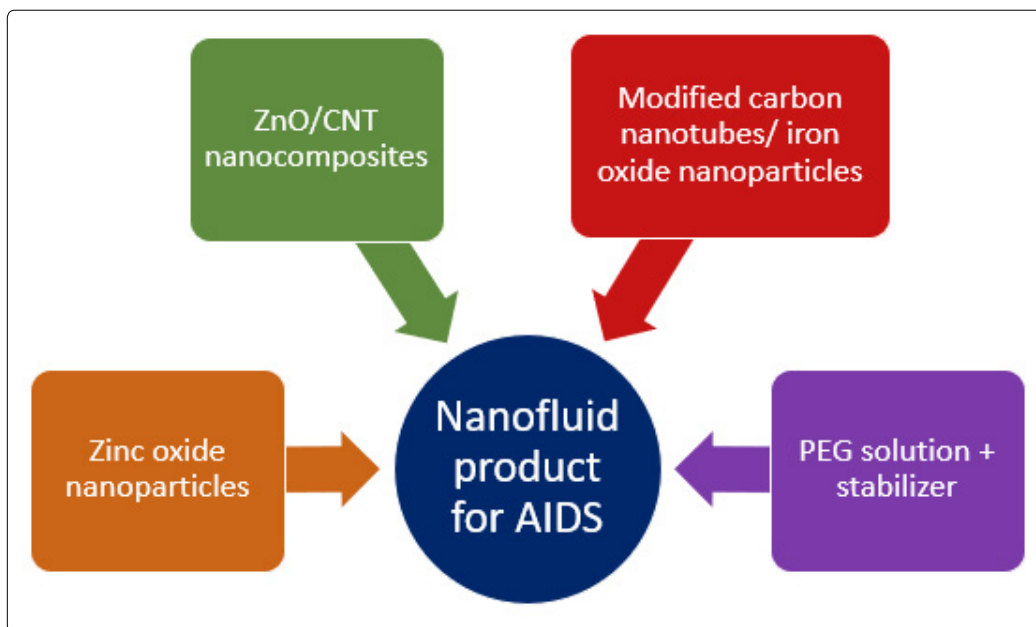 ZnO/CNT
nanocomposites
Modified carbon
nanotubes/ iron
oxide nanoparticles
Zinc oxide
nanoparticles
Nanofluid
product
for AIDS
PEG solution +
stabilizer